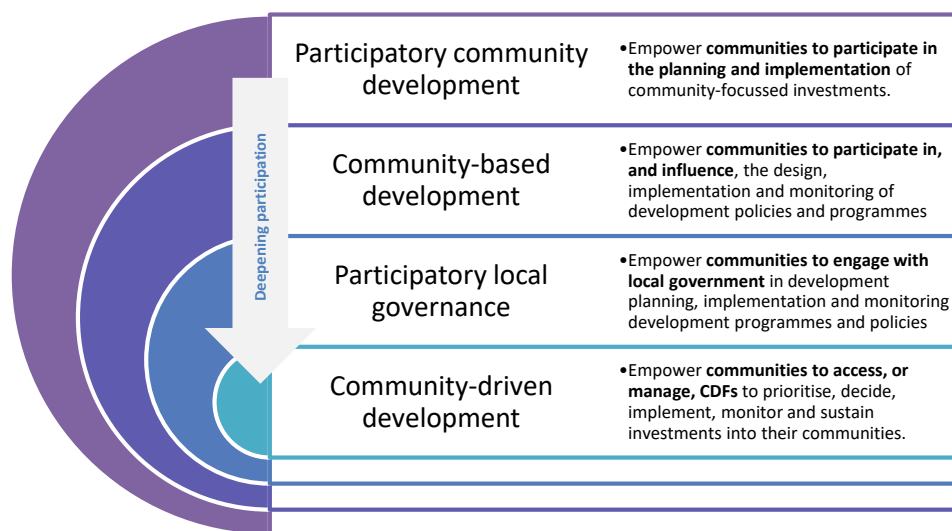 Participatory community
development
•Empower communities to participate in
the planning and implementation of
community-focussed investments.
Deepening participation
Community-based
development
•Empower communities to participate in,
and influence, the design,
implementation and monitoring of
development policies and programmes
Participatory local
governance
•Empower communities to engage with
local government in development
planning, implementation and monitoring
development programmes and policies
Community-driven
development
•Empower communities to access, or
manage, CDFs to prioritise, decide,
implement, monitor and sustain
investments into their communities.